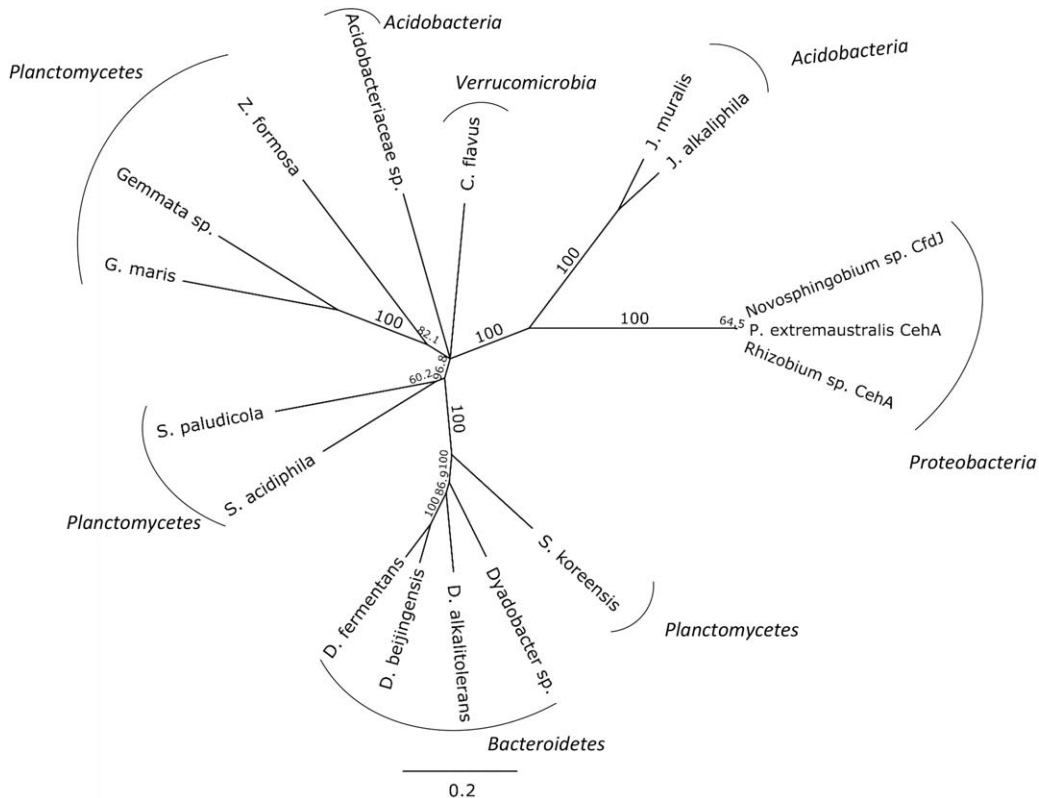 Acidobacteria
Planctomycetes
Acidobacteriaceae sp.
Verrucomicrobia
Acidobacteria
Z. formosa
C. flavus
J. muralis
J. alkaliphila
Gemmata sp.
G. maris
100
100
82.1
100
100
64.5
Novosphingobium sp. CfdJ
P. extremaustralis CehA
Rhizobium sp. CehA
Proteobacteria
96.8
60.2
S. paludicola
S. acidiphila
Planctomycetes
100
100
86.9
100
S. koreensis
Planctomycetes
D. fermentans
D. beijingensis
D. alkalitolerans
Dyadobacter sp.
Bacteroidetes
0.2